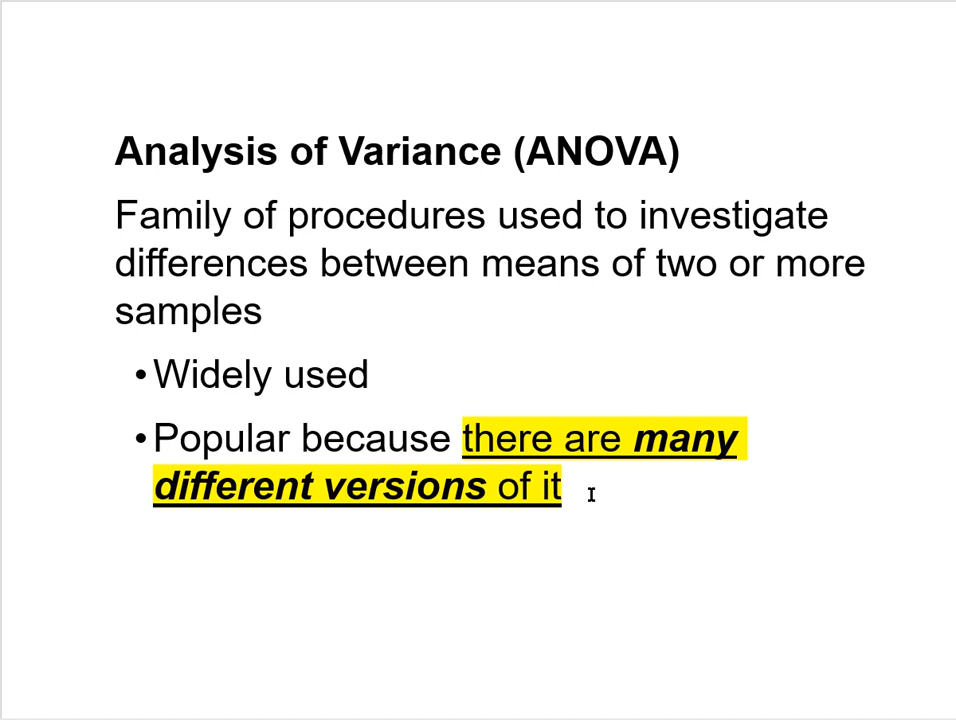 Analysis of Variance (ANOVA)
Family of procedures used to investigate
differences between means of two or more
samples
•Widely used
•Popular because there are many
different versions of it